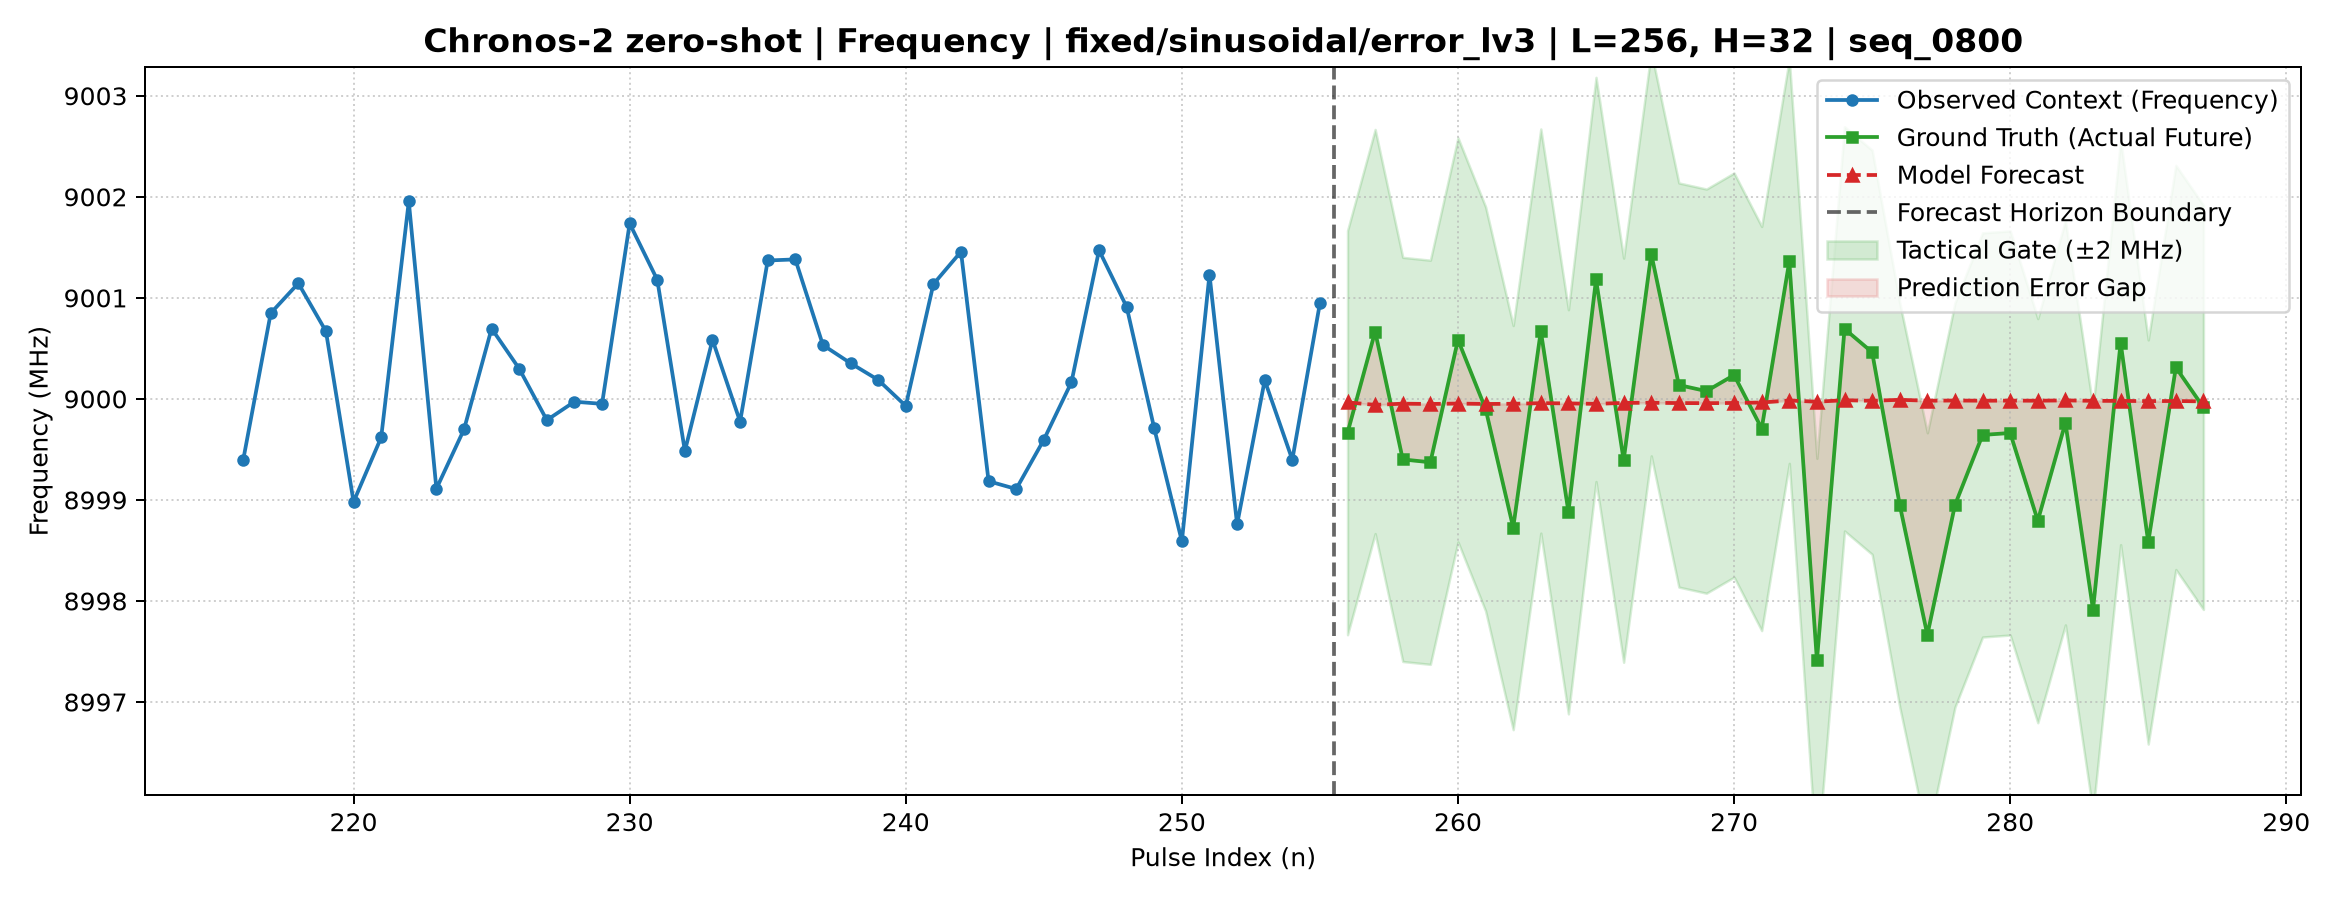 Chronos-2 zero-shot | Frequency | fixed/sinusoidal/error_lv3 | L=256, H=32 | seq_0800
Frequency (MHz)
9003
9002
9001
9000
8999
8998
8997
Observed Context (Frequency)
Ground Truth (Actual Future)
Model Forecast
Forecast Horizon Boundary
Tactical Gate (±2 MHz)
Prediction Error Gap
220 230 240 250 260 270 280 290
Pulse Index (n)